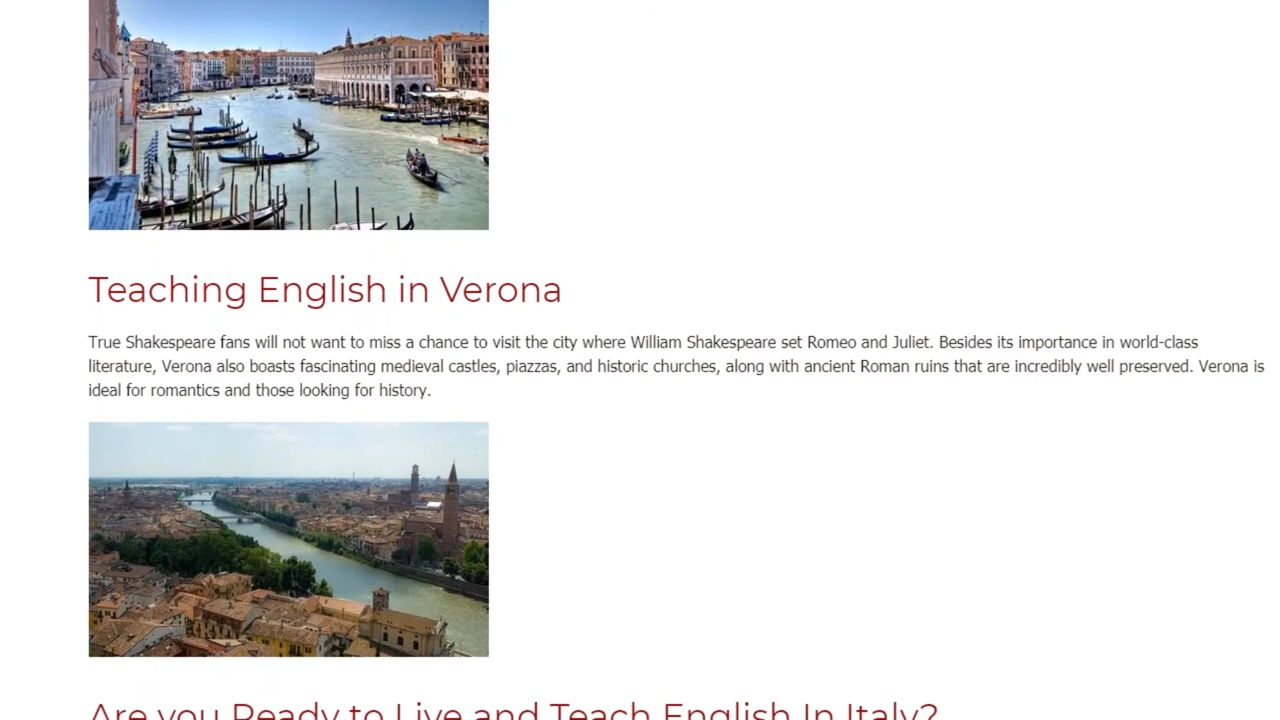 Teaching English in Verona
True Shakespeare fans will not want to miss a chance to visit the city where William Shakespeare set Romeo and Juliet. Besides its importance in world-class
literature, Verona also boasts fascinating medieval castles, piazzas, and historic churches, along with ancient Roman ruins that are incredibly well preserved. Verona is
ideal for romantics and those looking for history.
Are you Ready to Live and Teach English In Italy?